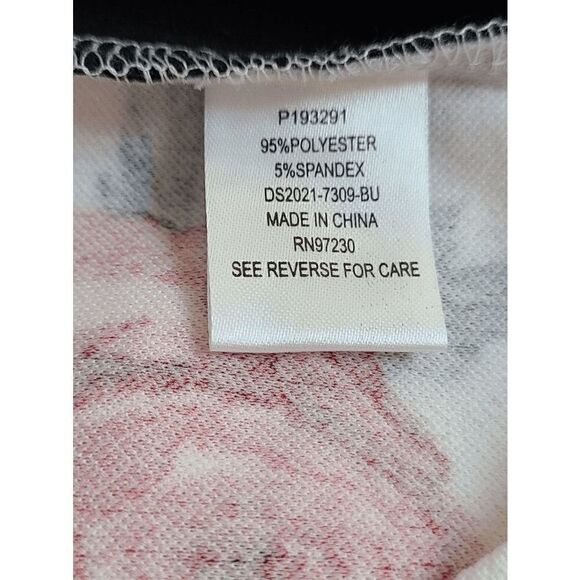 P193291
95%POLYESTER
5%SPANDEX
DS2021-7309-BU
MADE IN CHINA
RN97230
SEE REVERSE FOR CARE